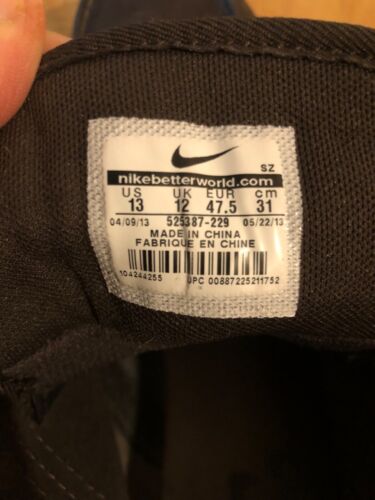 SZ
nikebetterworld.com
US UK EUR cm
13 12 47.5 31
04/09/13 525387-229 05/22/13
MADE IN CHINA
FABRIQUE EN CHINE
104244255 UPC 00887225211752